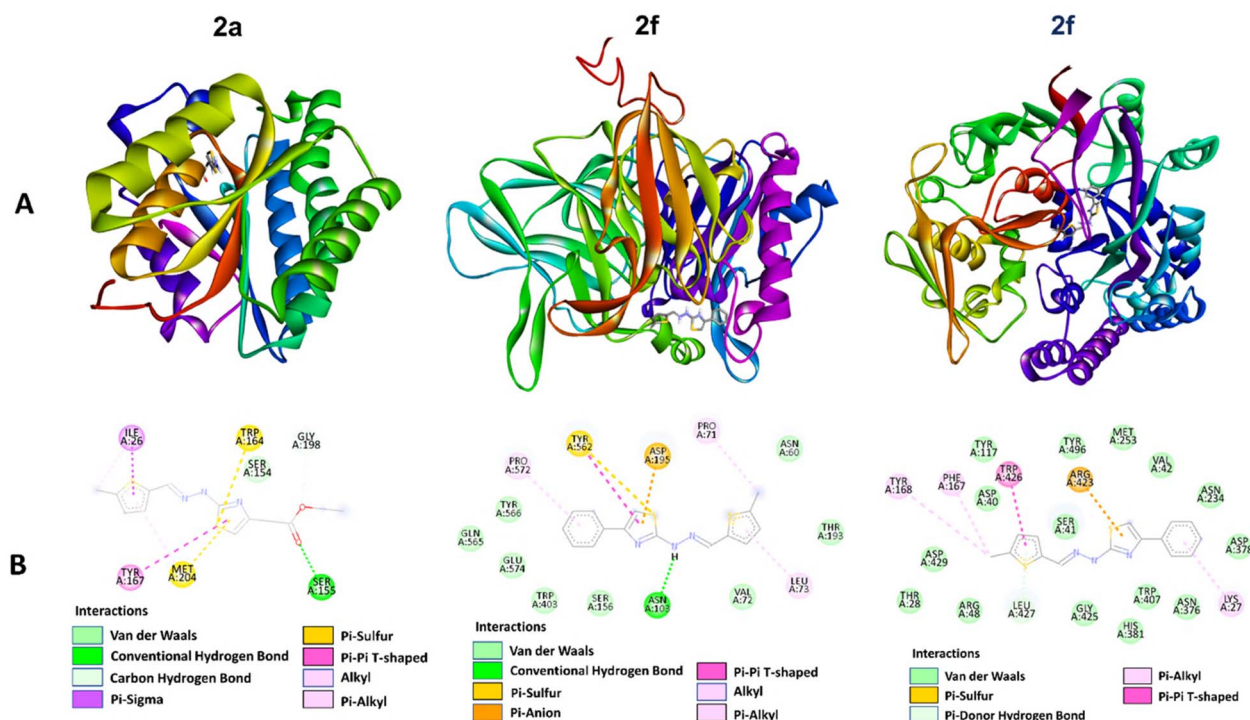 2a
2f
2f
A
B
ILE
A:26
TRP
A:164
SER
A:154
GLY
A:198
TYR
A:167
MET
A:204
SER
A:155
Interactions
Van der Waals
Conventional Hydrogen Bond
Carbon Hydrogen Bond
Pi-Sigma
Pi-Sulfur
Pi-Pi T-shaped
Alkyl
Pi-Alkyl
PRO
A:572
TYR
A:562
ASP
A:195
PRO
A:71
ASN
A:60
TYR
A:566
GLN
A:565
GLU
A:574
TRP
A:403
SER
A:156
H
ASN
A:103
VAL
A:72
LEU
A:73
THR
A:193
Interactions
Van der Waals
Conventional Hydrogen Bond
Pi-Sulfur
Pi-Anion
Pi-Pi T-shaped
Alkyl
Pi-Alkyl
TYR
A:168
PHE
A:167
TYR
A:117
ASP
A:40
TRP
A:426
TYR
A:496
SER
A:41
ARG
A:423
MET
A:253
VAL
A:42
ASN
A:234
ASP
A:378
ASP
A:429
THR
A:28
ARG
A:48
LEU
A:427
GLY
A:425
HIS
A:381
TRP
A:407
ASN
A:376
LYS
A:27
Interactions
Van der Waals
Pi-Sulfur
Pi-Donor Hydrogen Bond
Pi-Alkyl
Pi-Pi T-shaped